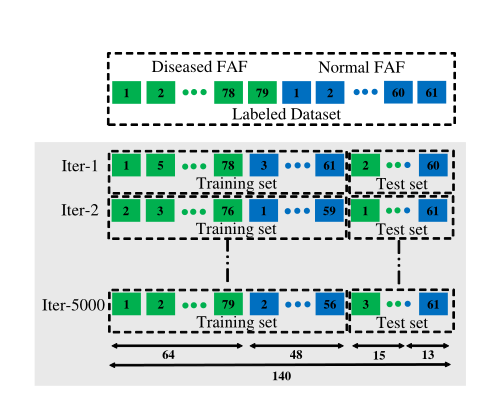 Diseased FAF Normal FAF
1 2 78 79 1 2 60 61
Labeled Dataset
Iter-1 1 5 78 3 61 2 60
Training set Test set
Iter-2 2 3 76 1 59 1 61
Training set Test set
Iter-5000 1 2 79 2 56 3 61
Training set Test set
64 48 15 13
140